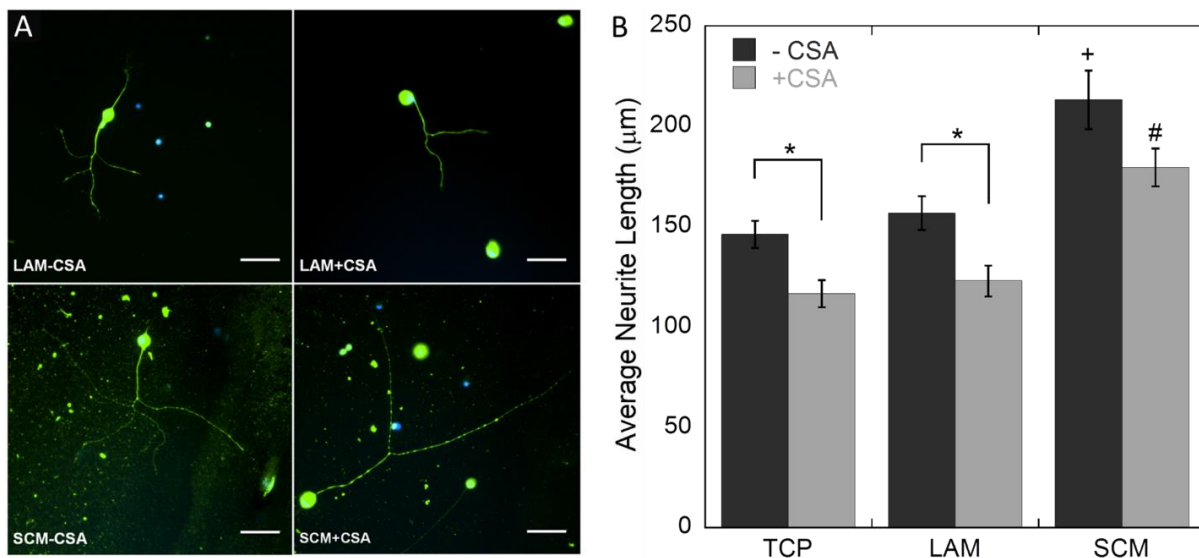 A
LAM-CSA
LAM+CSA
SCM-CSA
SCM+CSA
B
Average Neurite Length (μm)
250
200
150
100
50
0
- CSA
+CSA
*
*
+
#
TCP
LAM
SCM